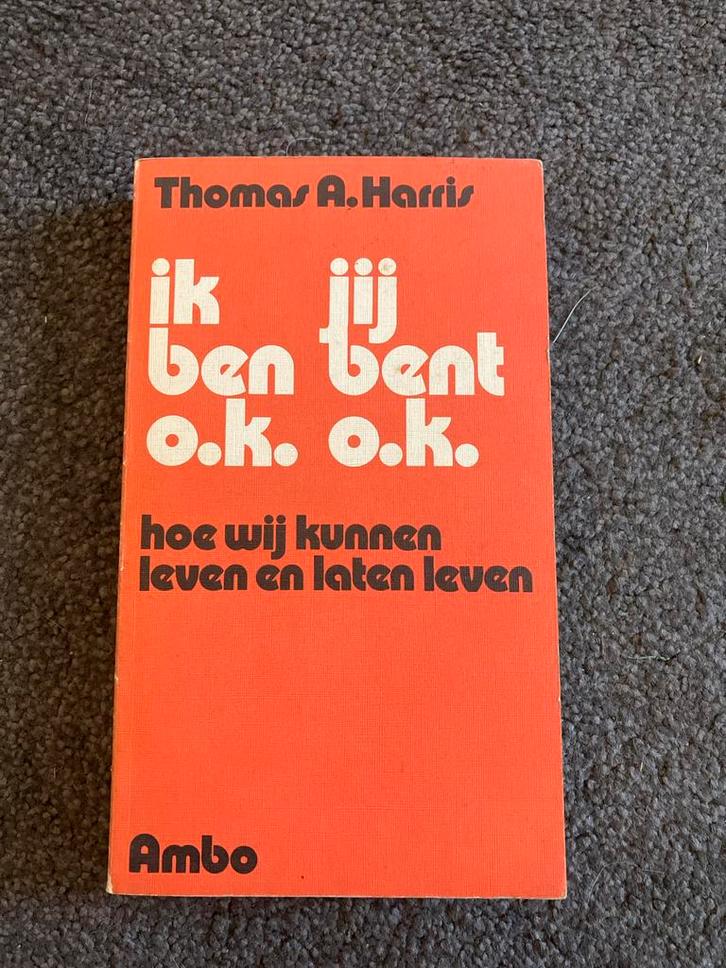 Thomas A. Harris
ik jij
ben bent
o.k. o.k.
hoe wij kunnen
leven en laten leven
Ambo